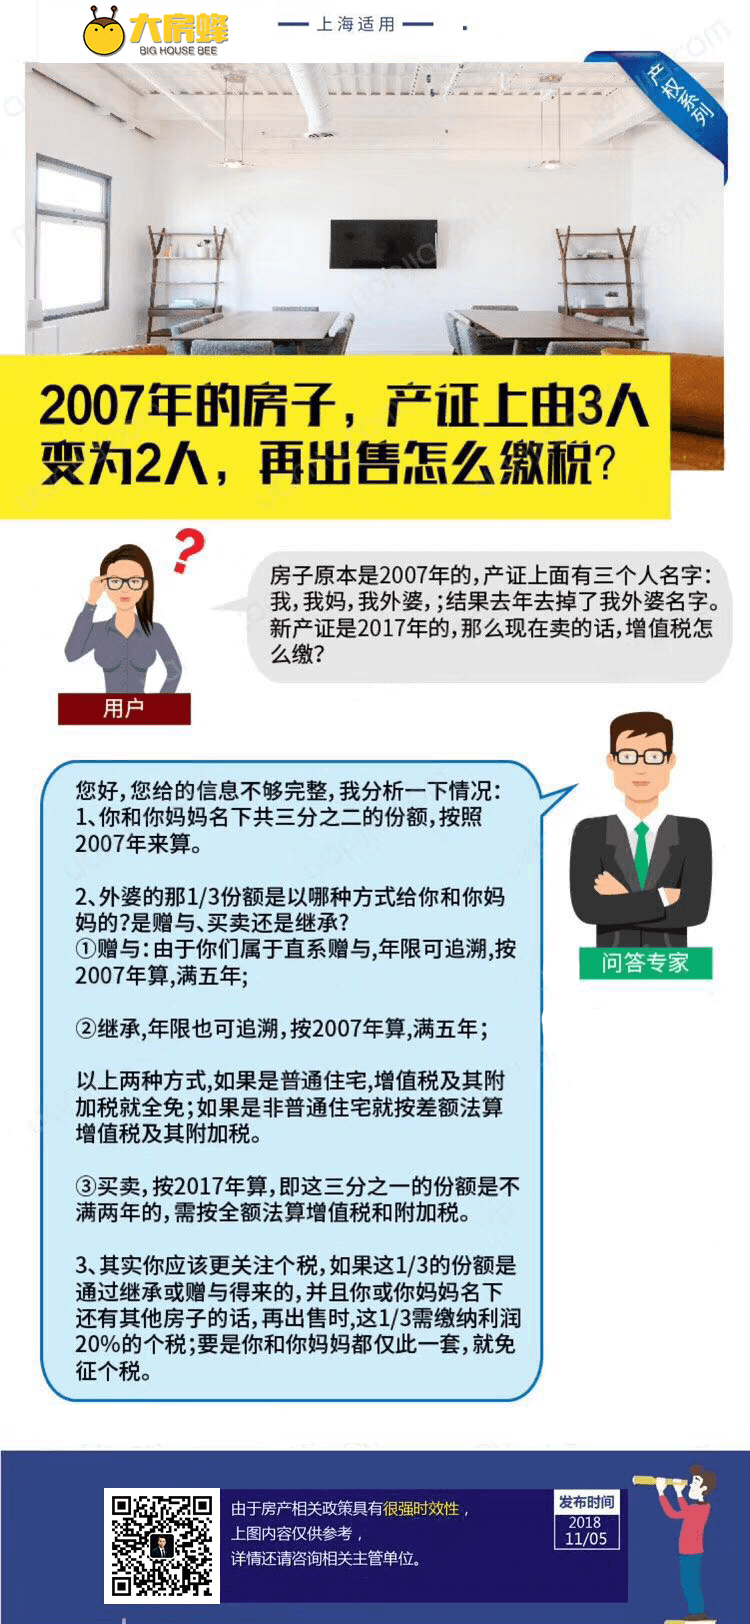 大房蜂
BIG HOUSE BEE
上海适用
产权系列
2007年的房子，产证上由3人
变为2人，再出售怎么缴税？
房子原本是2007年的，产证上面有三个人名字：
我，我妈，我外婆，；结果去年去掉了我外婆名字。
新产证是2017年的，那么现在卖的话，增值税怎
么缴？
用户
您好，您给的信息不够完整，我分析一下情况：
1、你和你妈妈名下共三分之二的份额，按照
2007年来算。
问答专家
2、外婆的那1/3份额是以哪种方式给你和你妈
妈的？是赠与、买卖还是继承？
①赠与：由于你们属于直系赠与，年限可追溯，按
2007年算，满五年；
②继承，年限也可追溯，按2007年算，满五年；
以上两种方式，如果是普通住宅，增值税及其附
加税就全免；如果是非普通住宅就按差额法算
增值税及其附加税。
③买卖，按2017年算，即这三分之一的份额是不
满两年的，需按全额法算增值税和附加税。
3、其实你应该更关注个税，如果这1/3的份额是
通过继承或赠与得来的，并且你或你妈妈名下
还有其他房子的话，再出售时，这1/3需缴纳利润
20%的个税；要是你和你妈妈都仅此一套，就免
征个税。
由于房产相关政策具有很强时效性，
上图内容仅供参考，
详情还请咨询相关主管单位。
发布时间
2018
11/05